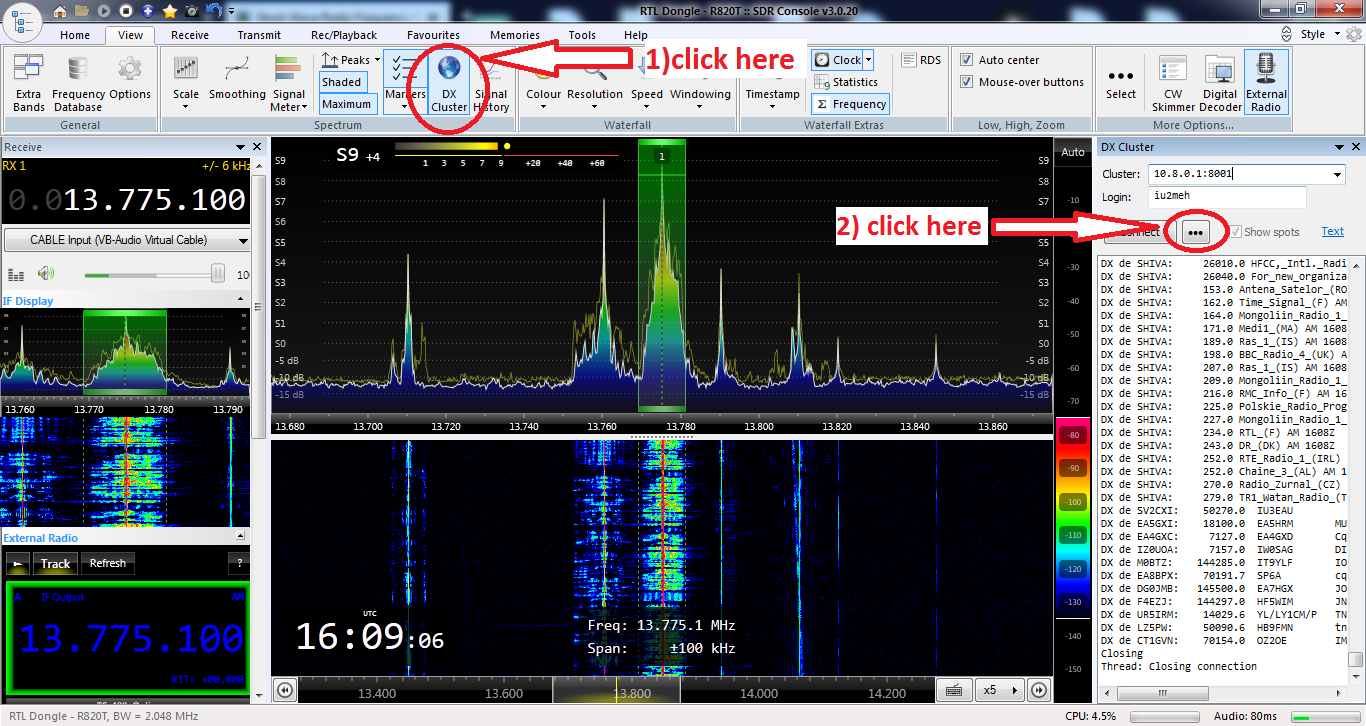 RTL Dongle - R820T :: SDR Console v3.0.20
Home View Receive Transmit Rec/Playback Favourites Memories Tools Help Style
1)click here
Extra Bands
Frequency Database
Options
General
Scale
Smoothing
Signal Meter
Peaks
Shaded
Maximum
Markers
DX Cluster
Signal History
Spectrum
Colour
Resolution
Speed
Windowing
Waterfall
Timestamp
Clock
Statistics
Σ Frequency
RDS
Waterfall Extras
Auto center
Mouse-over buttons
Low, High, Zoom
Select
CW Skimmer
Digital Decoder
External Radio
More Options...
Receive
RX 1 +/- 6 kHz
0.013.775.100
CABLE Input (VB-Audio Virtual Cable)
10
IF Display
S9
S7
S5
S3
S1
13.760 13.770 13.780 13.790
External Radio
Track Refresh ?
A IF Output AM
13.775.100
RIT: +00.000
S9 +4
1 3 5 7 9 +20 +40 +60
1
S9 S9
S8 S8
S7 S7
S6 S6
S5 S5
S4 S4
S3 S3
S2 S2
S1 S1
S0 S0
-5 dB -5 dB
-10 dB -10 dB
-15 dB -15 dB
13.680 13.700 13.720 13.740 13.760 13.780 13.800 13.820 13.840 13.860
UTC
16:09:06
Freq: 13.775.1 MHz
Span: ±100 kHz
13.400 13.600 13.800 14.000 14.200
x5
Auto
-10
-30
-40
-50
-60
-70
-80
-90
-100
-110
-120
-130
-140
-150
DX Cluster
Cluster: 10.8.0.1:8001
Login: iu2meh
2) click here
Show spots Text
DX de SHIVA: 26010.0 HFCC,_Intl._Radi
DX de SHIVA: 26040.0 For_new_organiza
DX de SHIVA: 153.0 Antena_Satelor_(RO
DX de SHIVA: 162.0 Time_Signal_(F) AM
DX de SHIVA: 164.0 Mongoliin_Radio_1_
DX de SHIVA: 171.0 Medi1_(MA) AM 1608
DX de SHIVA: 189.0 Ras_1_(IS) AM 1608
DX de SHIVA: 198.0 BBC_Radio_4_(UK) A
DX de SHIVA: 207.0 Ras_1_(IS) AM 1608
DX de SHIVA: 209.0 Mongoliin_Radio_1_
DX de SHIVA: 216.0 RMC_Info_(F) AM 16
DX de SHIVA: 225.0 Polskie_Radio_Prog
DX de SHIVA: 227.0 Mongoliin_Radio_1_
DX de SHIVA: 234.0 RTL_(F) AM 1608Z
DX de SHIVA: 243.0 DR_(DK) AM 1608Z
DX de SHIVA: 252.0 RTE_Radio_1_(IRL)
DX de SHIVA: 252.0 Chaine_3_(AL) AM 1
DX de SHIVA: 270.0 Radio_Zurnal_(CZ)
DX de SHIVA: 279.0 TR1_Watan_Radio_(T
DX de SV2CXI: 50270.0 IU3EAU
DX de EA5GXI: 18100.0 EA5HRM MU
DX de EA4GXC: 7127.0 EA4GXD Cq
DX de IZ0UOA: 7157.0 IW0SAG DI
DX de M0BTZ: 144285.0 IT9YLF IO
DX de EA8BPX: 70191.7 SP6A cq
DX de DG0JMB: 145500.0 EA7HGX JO
DX de F4EZJ: 144297.0 HF5WIM JN
DX de UR5IRM: 14029.6 YL/LY1CM/P TN
DX de LZ5PW: 50090.6 HB9FMN tn
DX de CT1GVN: 70154.0 OZ2OE IM
Closing
Thread: Closing connection
RTL Dongle - R820T, BW = 2.048 MHz
CPU: 4.5% Audio: 80ms